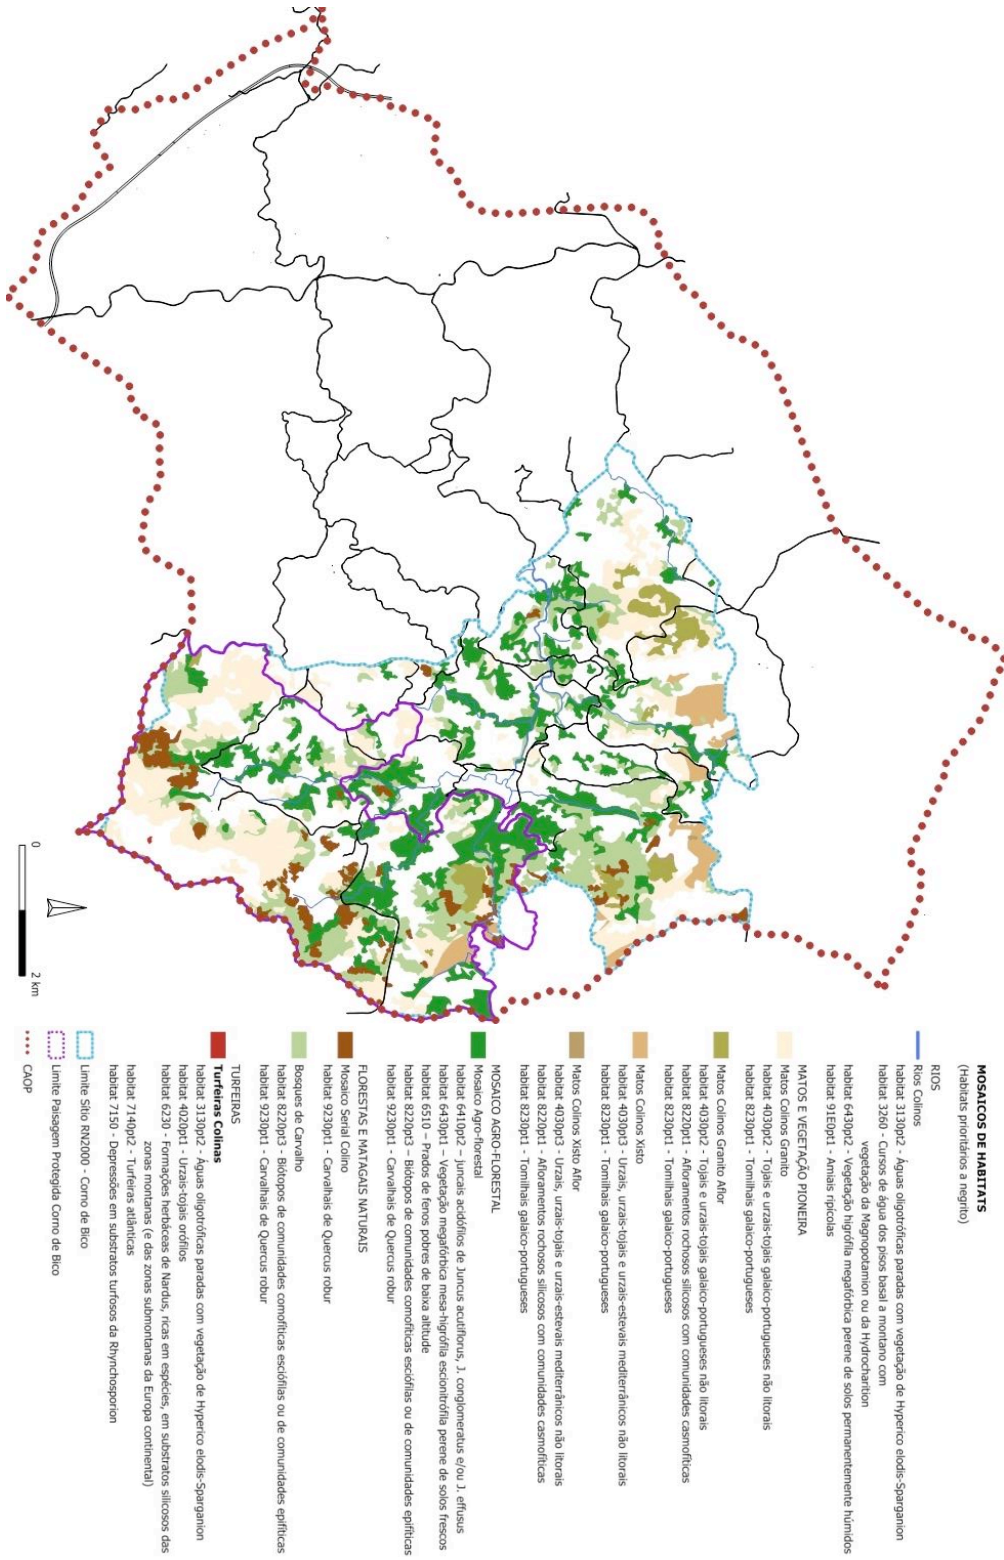 MOSAICOS DE HABITATS
(Habitats prioritários a negrito)
RIOS
Rios Colinos
habitat 3130pt2 - Águas oligotróficas paradas com vegetação de Hyperico elodis-Sparganion
habitat 3260 - Cursos de água dos pisos basal a montano com
vegetação da Magnopotamion ou da Hydrocharition
habitat 6430pt2 - Vegetação higrófila megafórbica perene de solos permanentemente húmidos
habitat 91E0pt1 - Amiais ripícolas
MATOS E VEGETAÇÃO PIONEIRA
Matos Colinos Granito
habitat 4030pt2 - Tojais e urzais-tojais galaico-portugueses não litorais
habitat 8230pt1 - Tomilhais galaico-portugueses
Matos Colinos Granito Aflor
habitat 4030pt2 - Tojais e urzais-tojais galaico-portugueses não litorais
habitat 8220pt1 - Afloramentos rochosos silicosos com comunidades casmofíticas
habitat 8230pt1 - Tomilhais galaico-portugueses
Matos Colinos Xisto
habitat 4030pt3 - Urzais, urzais-tojais e urzais-estevais mediterrânicos não litorais
habitat 8230pt1 - Tomilhais galaico-portugueses
Matos Colinos Xisto Aflor
habitat 4030pt3 - Urzais, urzais-tojais e urzais-estevais mediterrânicos não litorais
habitat 8220pt1 - Afloramentos rochosos silicosos com comunidades casmofíticas
habitat 8230pt1 - Tomilhais galaico-portugueses
MOSAICO AGRO-FLORESTAL
Mosaico Agro-florestal
habitat 6410pt2 – Juncais acidófilos de Juncus acutiflorus, J. conglomeratus e/ou J. effusus
habitat 6430pt1 – Vegetação megafórbica meso-higrófila escionitrófila perene de solos frescos
habitat 6510 – Prados de fenos pobres de baixa altitude
habitat 8220pt3 – Biótopos de comunidades comofíticas esciófilas ou de comunidades epifíticas
habitat 9230pt1 - Carvalhais de Quercus robur
FLORESTAS E MATAGAIS NATURAIS
Mosaico Serial Colino
habitat 9230pt1 - Carvalhais de Quercus robur
Bosques de Carvalho
habitat 8220pt3 - Biótopos de comunidades comofíticas esciófilas ou de comunidades epifíticas
habitat 9230pt1 - Carvalhais de Quercus robur
TURFEIRAS
Turfeiras Colinas
habitat 3130pt2 - Águas oligotróficas paradas com vegetação de Hyperico elodis-Sparganion
habitat 4020pt1 - Urzais-tojais orófilos
habitat 6230 - Formações herbáceas de Nardus, ricas em espécies, em substratos silicosos das
zonas montanas (e das zonas submontanas da Europa continental)
habitat 7140pt2 - Turfeiras atlânticas
habitat 7150 - Depressões em substratos turfosos da Rhynchosporion
Limite Sítio RN2000 - Corno de Bico
Limite Paisagem Protegida Corno de Bico
CAOP
0 2 km